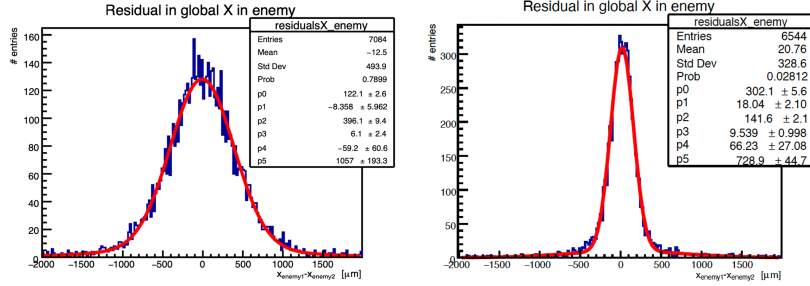 Residual in global X in enemy
residualsX_enemy
Entries 7084
Mean −12.5
Std Dev 493.9
Prob 0.7899
p0 122.1 ± 2.6
p1 −8.358 ± 5.962
p2 396.1 ± 9.4
p3 6.1 ± 2.4
p4 −59.2 ± 60.6
p5 1057 ± 193.3
# entries
160
140
120
100
80
60
40
20
0
−2000 −1500 −1000 −500 0 500 1000 1500
xenemy1-xenemy2 [μm]
Residual in global X in enemy
residualsX_enemy
Entries 6544
Mean 20.76
Std Dev 328.6
Prob 0.02812
p0 302.1 ± 5.6
p1 18.04 ± 2.10
p2 141.6 ± 2.1
p3 9.539 ± 0.998
p4 66.23 ± 27.08
p5 728.9 ± 44.7
# entries
300
250
200
150
100
50
0
−2000 −1500 −1000 −500 0 500 1000 1500
xenemy1-xenemy2 [μm]